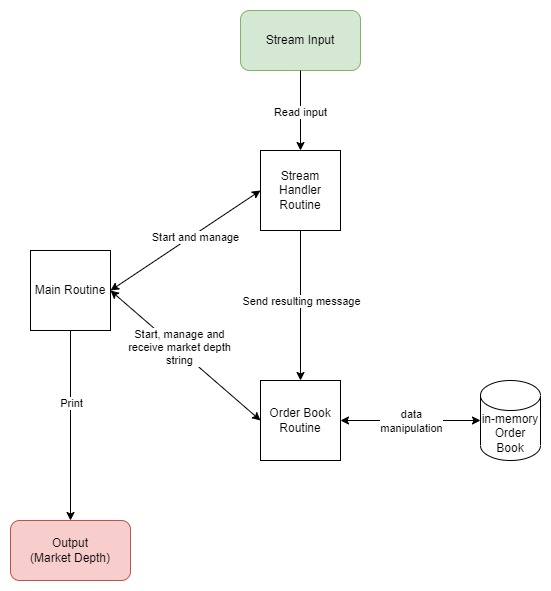 Stream Input
Read input
Stream
Handler
Routine
Start and manage
Main Routine
Send resulting message
Start, manage and
receive market depth
string
Print
Order Book
Routine
data
manipulation
in-memory
Order
Book
Output
(Market Depth)